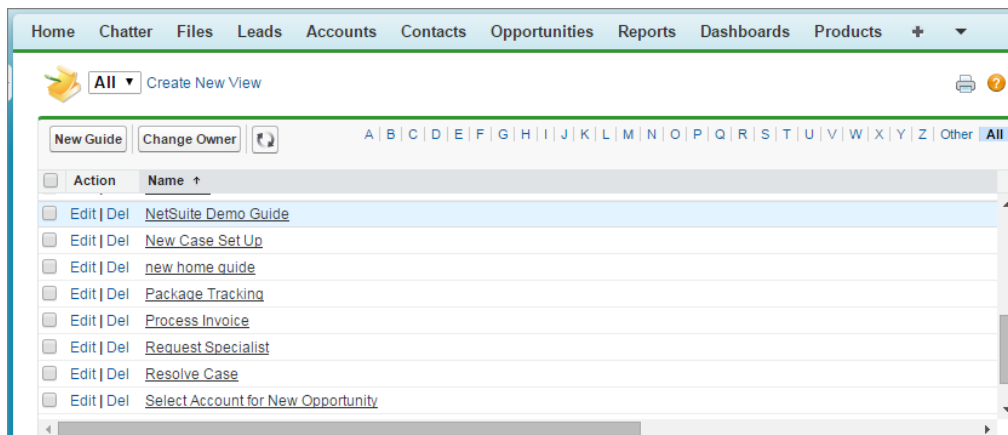 Home Chatter Files Leads Accounts Contacts Opportunities Reports Dashboards Products +
All Create New View
New Guide Change Owner A | B | C | D | E | F | G | H | I | J | K | L | M | N | O | P | Q | R | S | T | U | V | W | X | Y | Z | Other All
Action Name ↑
Edit | Del NetSuite Demo Guide
Edit | Del New Case Set Up
Edit | Del new home guide
Edit | Del Package Tracking
Edit | Del Process Invoice
Edit | Del Request Specialist
Edit | Del Resolve Case
Edit | Del Select Account for New Opportunity